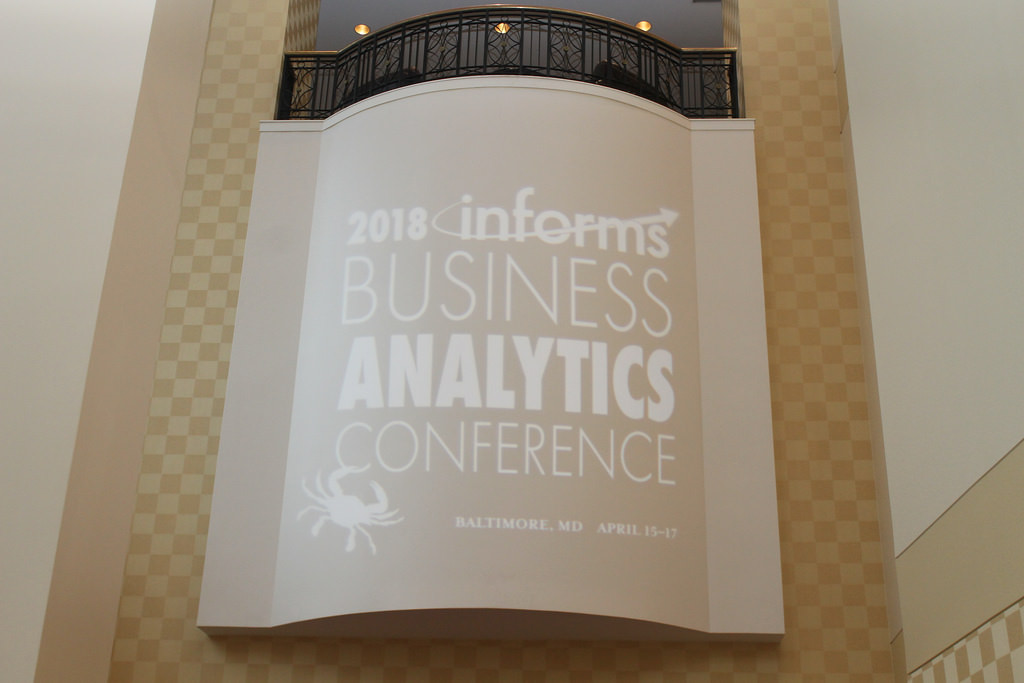 2018 informs
BUSINESS
ANALYTICS
CONFERENCE
BALTIMORE, MD APRIL 15–17